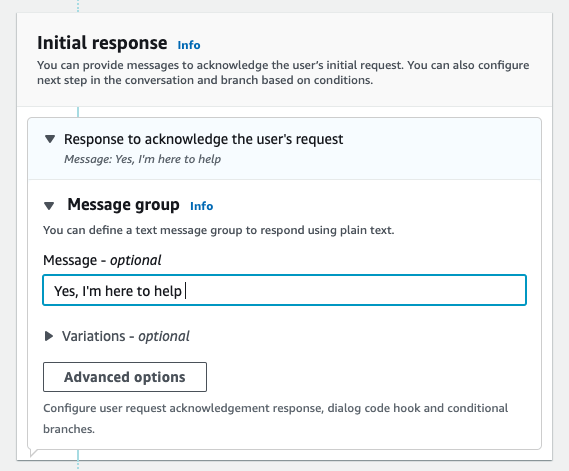 Initial response Info
You can provide messages to acknowledge the user's initial request. You can also configure
next step in the conversation and branch based on conditions.
Response to acknowledge the user's request
Message: Yes, I'm here to help
Message group Info
You can define a text message group to respond using plain text.
Message - optional
Yes, I'm here to help
Variations - optional
Advanced options
Configure user request acknowledgement response, dialog code hook and conditional
branches.